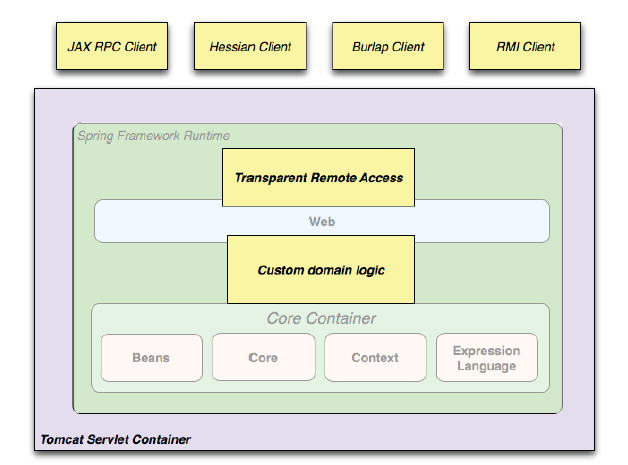 JAX RPC Client
Hessian Client
Burlap Client
RMI Client
Spring Framework Runtime
Transparent Remote Access
Web
Custom domain logic
Core Container
Beans
Core
Context
Expression
Language
Tomcat Servlet Container